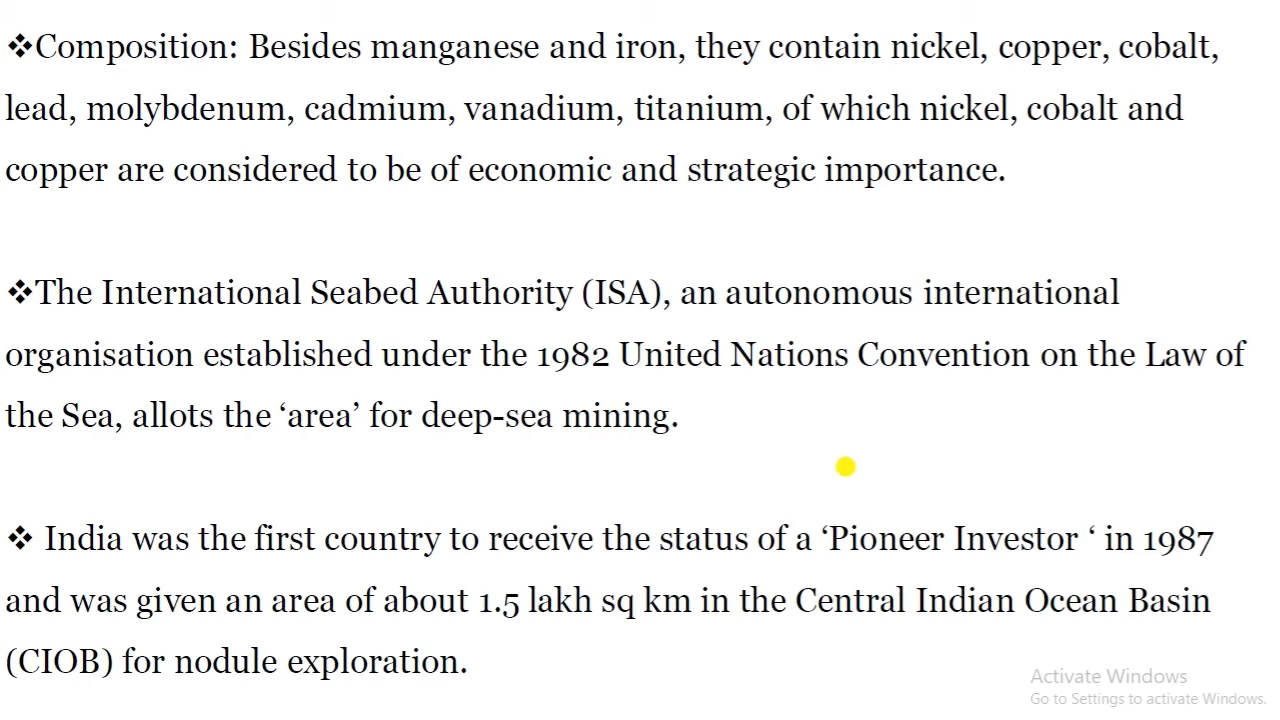 ❖Composition: Besides manganese and iron, they contain nickel, copper, cobalt,
lead, molybdenum, cadmium, vanadium, titanium, of which nickel, cobalt and
copper are considered to be of economic and strategic importance.
❖The International Seabed Authority (ISA), an autonomous international
organisation established under the 1982 United Nations Convention on the Law of
the Sea, allots the ‘area’ for deep-sea mining.
❖ India was the first country to receive the status of a ‘Pioneer Investor ‘ in 1987
and was given an area of about 1.5 lakh sq km in the Central Indian Ocean Basin
(CIOB) for nodule exploration.
Activate Windows
Go to Settings to activate Windows.